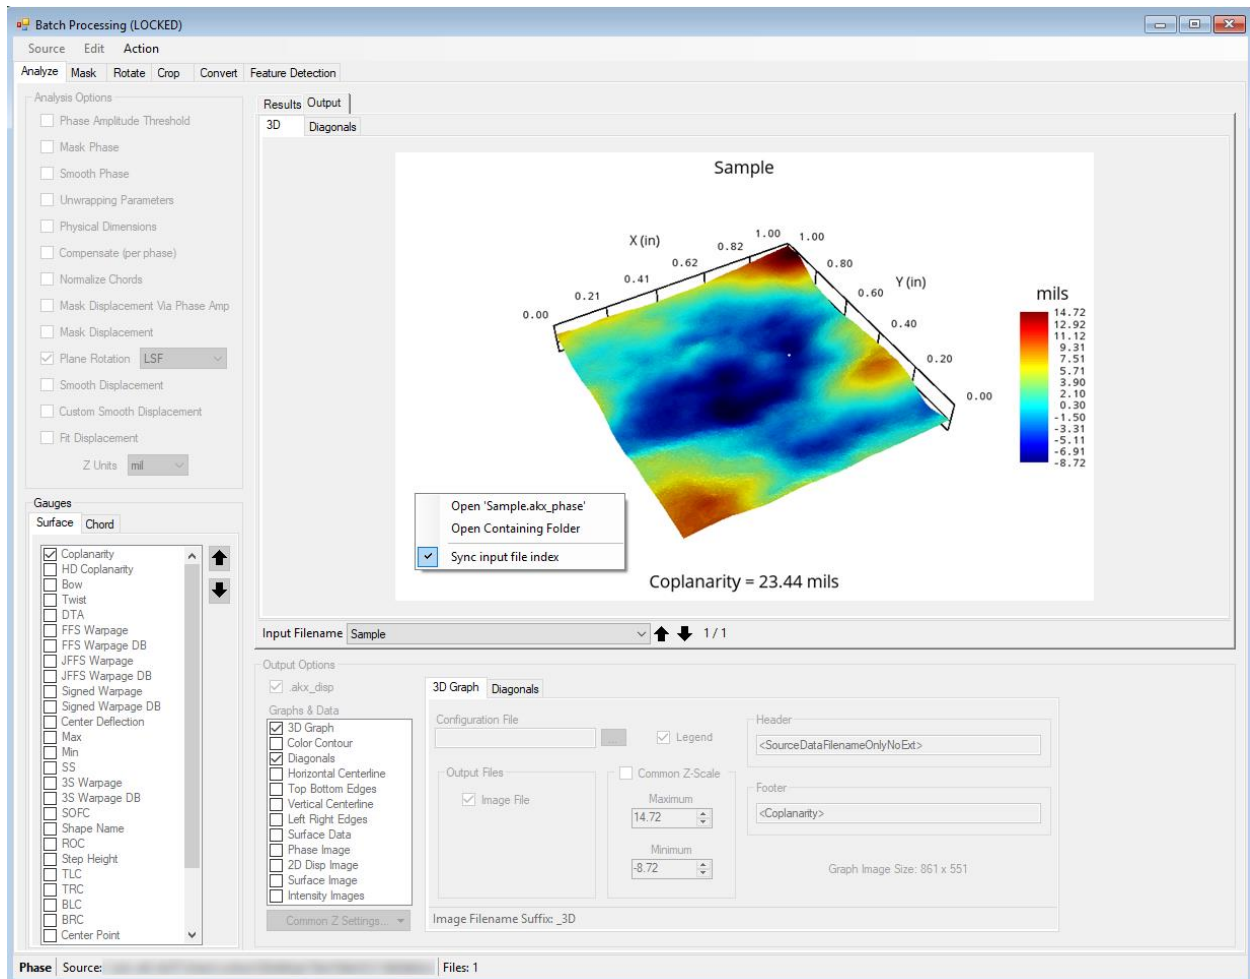 Batch Processing (LOCKED)
Source Edit Action
Analyze Mask Rotate Crop Convert Feature Detection
Analysis Options
Phase Amplitude Threshold
Mask Phase
Smooth Phase
Unwrapping Parameters
Physical Dimensions
Compensate (per phase)
Normalize Chords
Mask Displacement Via Phase Amp
Mask Displacement
Plane Rotation LSF
Smooth Displacement
Custom Smooth Displacement
Fit Displacement
Z Units mil
Gauges
Surface Chord
Coplanarity
HD Coplanarity
Bow
Twist
DTA
FFS Warpage
FFS Warpage DB
JFFS Warpage
JFFS Warpage DB
Signed Warpage
Signed Warpage DB
Center Deflection
Max
Min
SS
3S Warpage
3S Warpage DB
SOFC
Shape Name
ROC
Step Height
TLC
TRC
BLC
BRC
Center Point
Results Output
3D Diagonals
Sample
X (in)
0.00
0.21
0.41
0.62
0.82
1.00
1.00
0.80
Y (in)
0.60
0.40
0.20
0.00
mils
14.72
12.92
11.12
9.31
7.51
5.71
3.90
2.10
0.30
-1.50
-3.31
-5.11
-6.91
-8.72
Open 'Sample.akx_phase'
Open Containing Folder
Sync input file index
Coplanarity = 23.44 mils
Input Filename Sample 1 / 1
Output Options
.akx_disp
Graphs & Data
3D Graph
Color Contour
Diagonals
Horizontal Centerline
Top Bottom Edges
Vertical Centerline
Left Right Edges
Surface Data
Phase Image
2D Disp Image
Surface Image
Intensity Images
Common Z Settings...
3D Graph Diagonals
Configuration File
... Legend
Output Files
Image File
Common Z-Scale
Maximum
14.72
Minimum
-8.72
Header
<SourceDataFilenameOnlyNoExt>
Footer
<Coplanarity>
Graph Image Size: 861 x 551
Image Filename Suffix: _3D
Phase Source: Files: 1